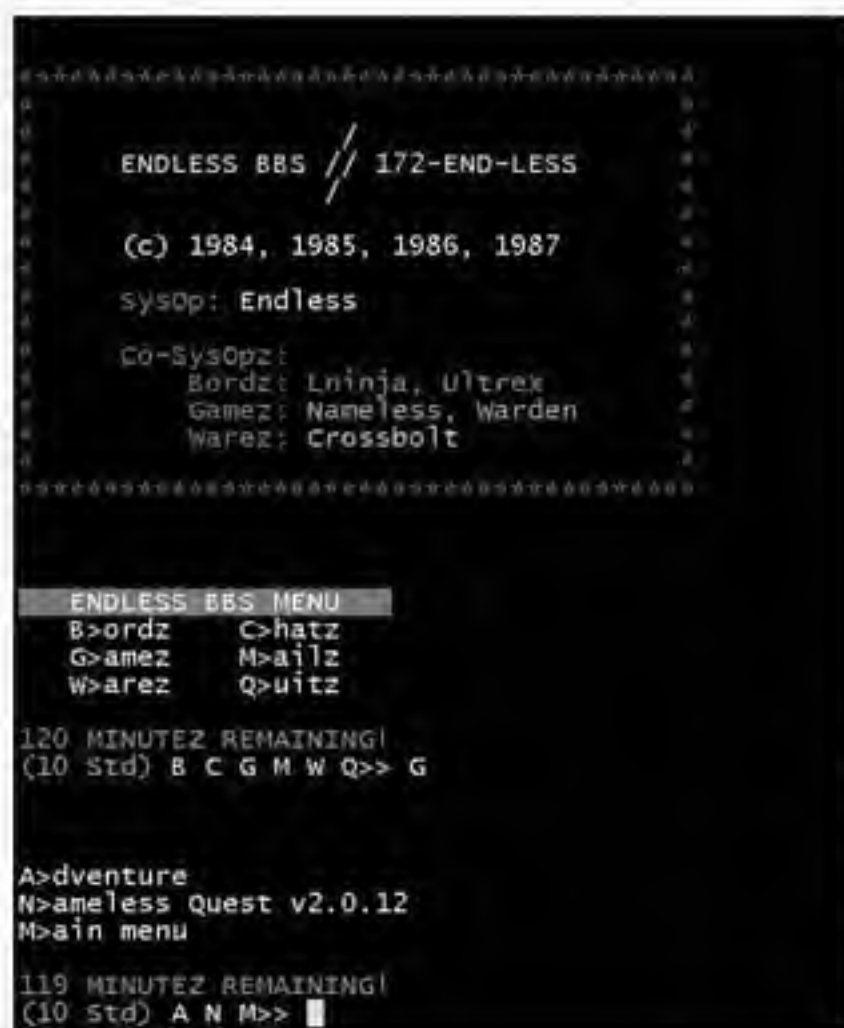 ENDLESS BBS // 172-END-LESS
(c) 1984, 1985, 1986, 1987
SysOp: Endless
Co-SysOpz:
Bordz: Lninja, Ultrex
Gamez: Nameless, Warden
Warez: Crossbolt
ENDLESS BBS MENU
B>ordz C>hatz
G>amez M>ailz
W>arez Q>uitz
120 MINUTEZ REMAINING!
(10 Std) B C G M W Q>> G
A>dventure
N>ameless Quest v2.0.12
M>ain menu
119 MINUTEZ REMAINING!
(10 Std) A N M>>